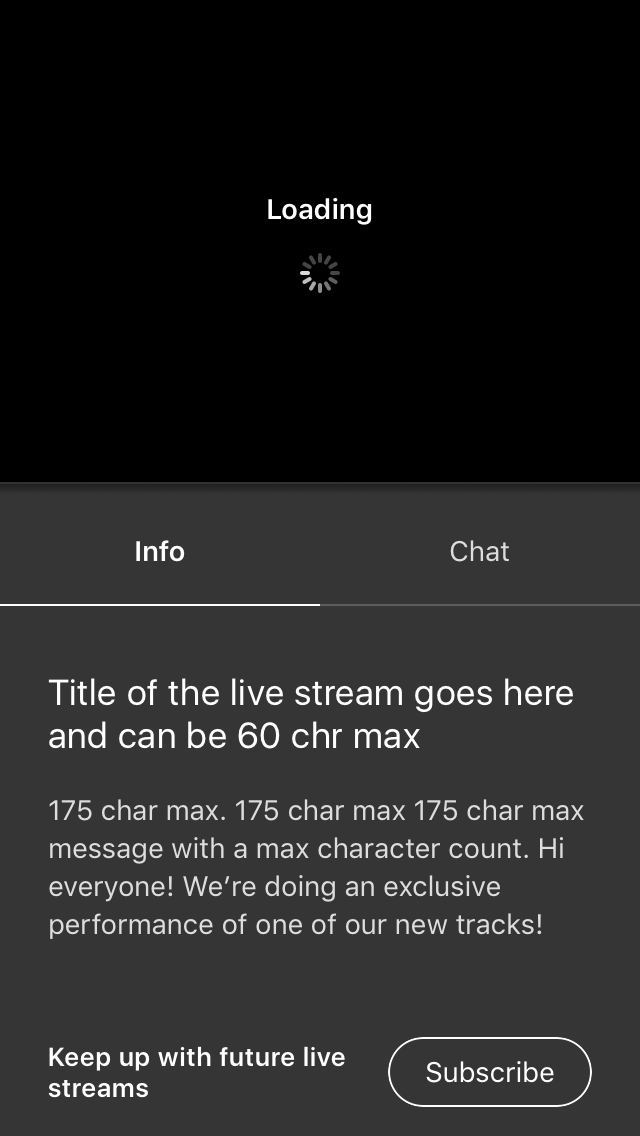 Loading
Info
Chat
Title of the live stream goes here
and can be 60 chr max
175 char max. 175 char max 175 char max
message with a max character count. Hi
everyone! We’re doing an exclusive
performance of one of our new tracks!
Keep up with future live
streams
Subscribe